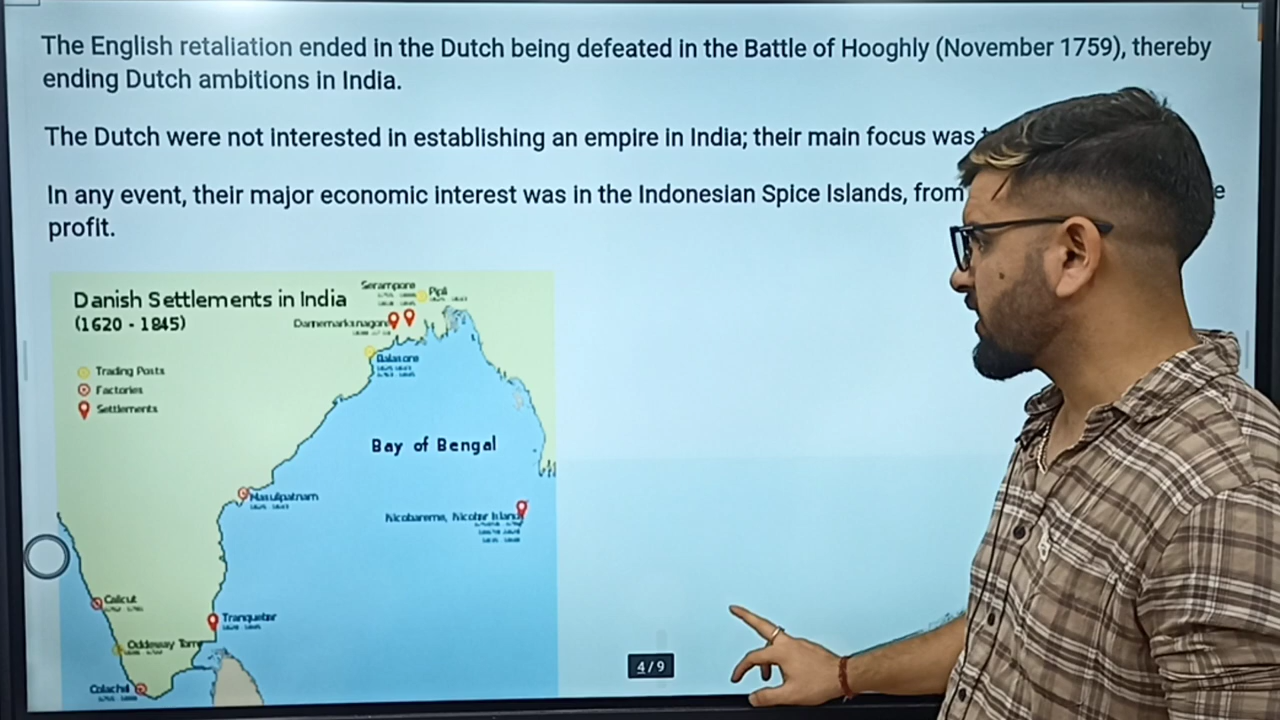 The English retaliation ended in the Dutch being defeated in the Battle of Hooghly (November 1759), thereby
ending Dutch ambitions in India.
The Dutch were not interested in establishing an empire in India; their main focus was
In any event, their major economic interest was in the Indonesian Spice Islands, from
profit.
Danish Settlements in India
(1620 - 1845)
Serampore
Pipli
Balasore
Trading Posts
Factories
Settlements
Bay of Bengal
Masulipatnam
Calicut
Tranquebar
Oddeway Torre
Colachel
4 / 9